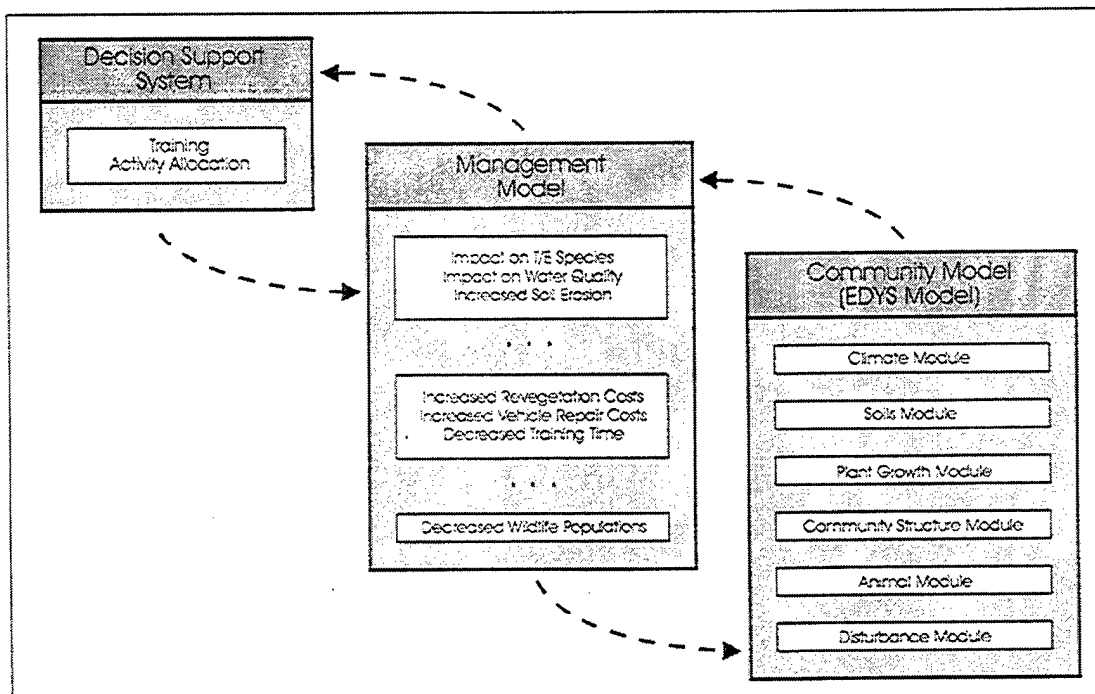 Decision Support
System
Training
Activity Allocation
Management
Model
Impact on T/E Species
Impact on Water Quality
Increased Soil Erosion
. . .
Increased Revegetation Costs
Increased Vehicle Repair Costs
Decreased Training Time
. . .
Decreased Wildlife Populations
Community Model
(EDYS Model)
Climate Module
Soils Module
Plant Growth Module
Community Structure Module
Animal Module
Disturbance Module